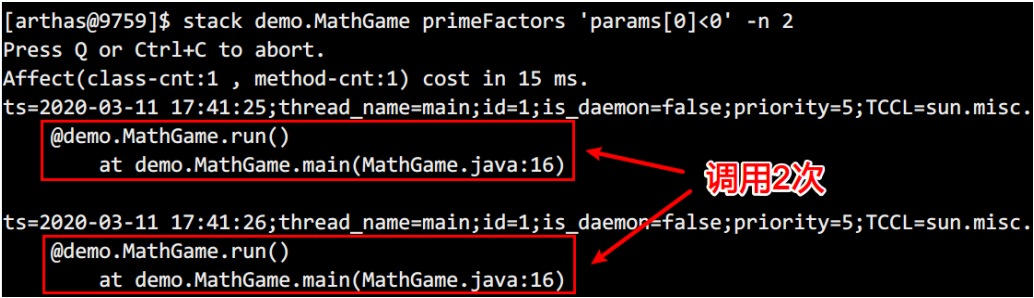 [arthas@9759]$ stack demo.MathGame primeFactors 'params[0]<0' -n 2
Press Q or Ctrl+C to abort.
Affect(class-cnt:1 , method-cnt:1) cost in 15 ms.
ts=2020-03-11 17:41:25;thread_name=main;id=1;is_daemon=false;priority=5;TCCL=sun.misc.
@demo.MathGame.run()
at demo.MathGame.main(MathGame.java:16)
调用2次
ts=2020-03-11 17:41:26;thread_name=main;id=1;is_daemon=false;priority=5;TCCL=sun.misc.
@demo.MathGame.run()
at demo.MathGame.main(MathGame.java:16)